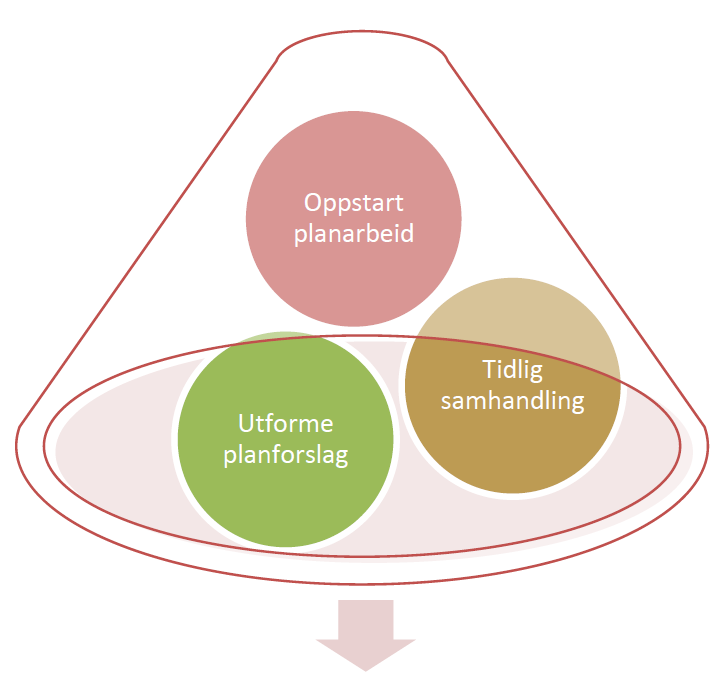 Oppstart
planarbeid
Tidlig
samhandling
Utforme
planforslag